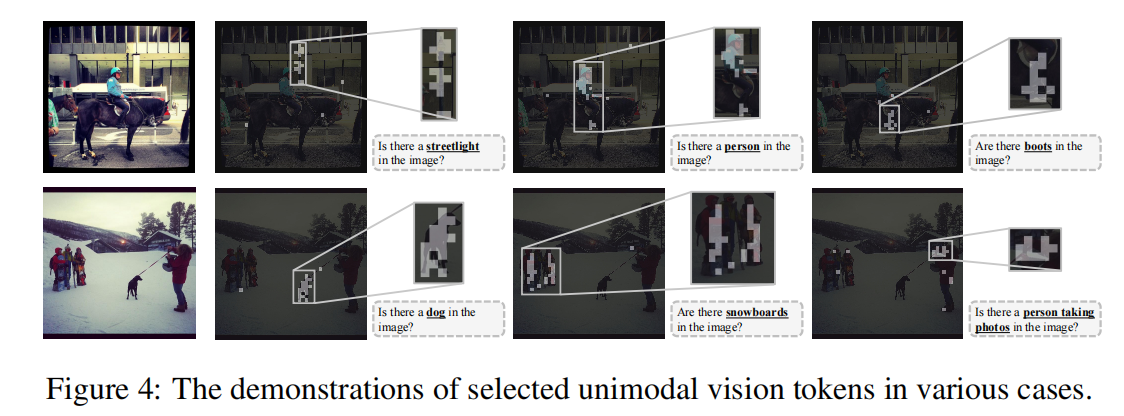 Is there a streetlight
in the image?
Is there a person in the
image?
Are there boots in the
image?
Is there a dog in the
image?
Are there snowboards
in the image?
Is there a person taking
photos in the image?
Figure 4: The demonstrations of selected unimodal vision tokens in various cases.